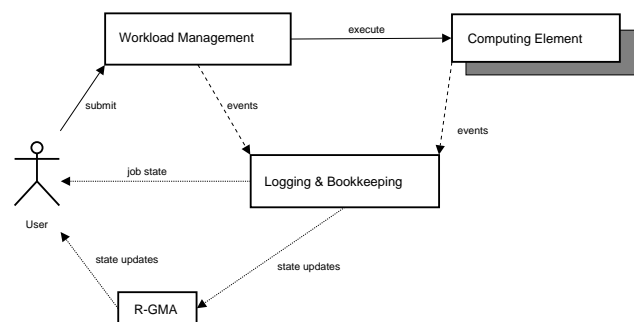 Workload Management
execute
Computing Element
submit
events
events
job state
Logging & Bookkeeping
User
state updates
state updates
R-GMA